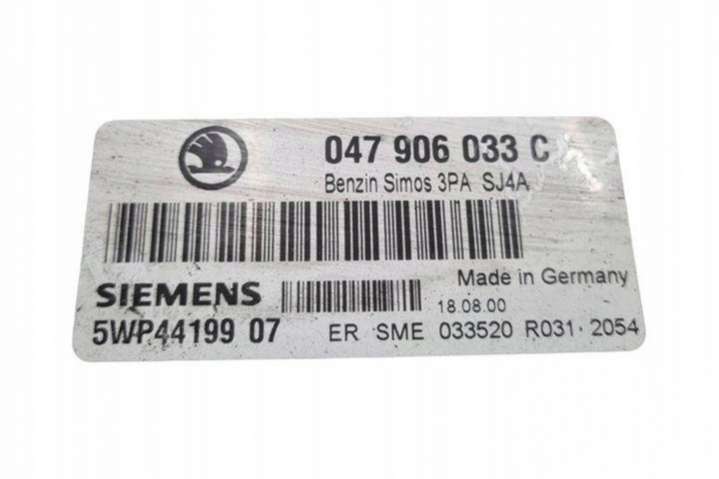 047 906 033 C
Benzin Simos 3PA SJ4A
SIEMENS
Made in Germany
18.08.00
5WP44199 07
ER SME 033520 R031 2054